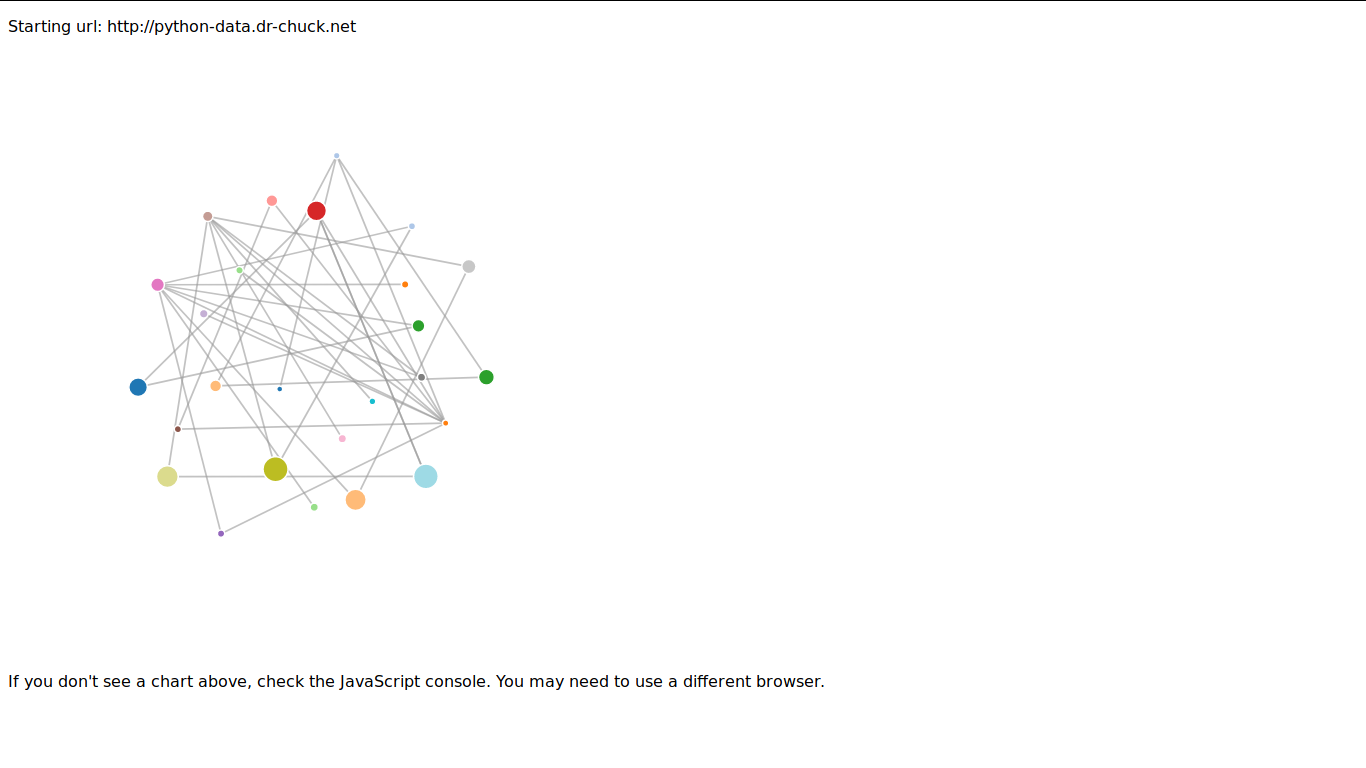 Starting url: http://python-data.dr-chuck.net
If you don't see a chart above, check the JavaScript console. You may need to use a different browser.